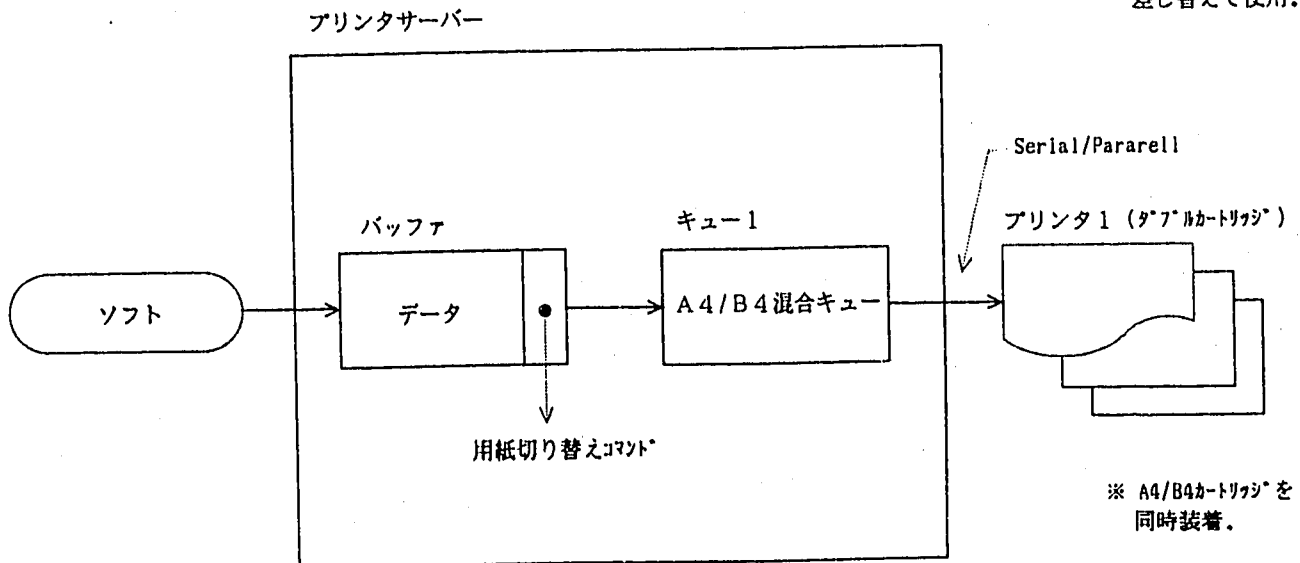 差し替えて使用.
プリンタサーバー
Serial/Pararell
バッファ
キュー1
プリンタ1 (ﾀﾞﾌﾞﾙｶｰﾄﾘｯｼﾞ)
ソフト
データ
A4/B4混合キュー
用紙切り替えｺﾏﾝﾄﾞ
※ A4/B4ｶｰﾄﾘｯｼﾞを
同時装着.